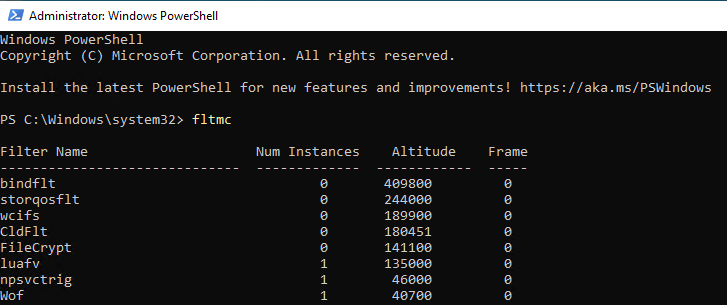 Administrator: Windows PowerShell
Windows PowerShell
Copyright (C) Microsoft Corporation. All rights reserved.
Install the latest PowerShell for new features and improvements! https://aka.ms/PSWindows
PS C:\Windows\system32> fltmc
Filter Name                     Num Instances    Altitude    Frame
------------------------------  -------------  ------------  -----
bindflt                                 0       409800         0
storqosflt                              0       244000         0
wcifs                                   0       189900         0
CldFlt                                  0       180451         0
FileCrypt                               0       141100         0
luafv                                   1       135000         0
npsvctrig                               1        46000         0
Wof                                     1        40700         0